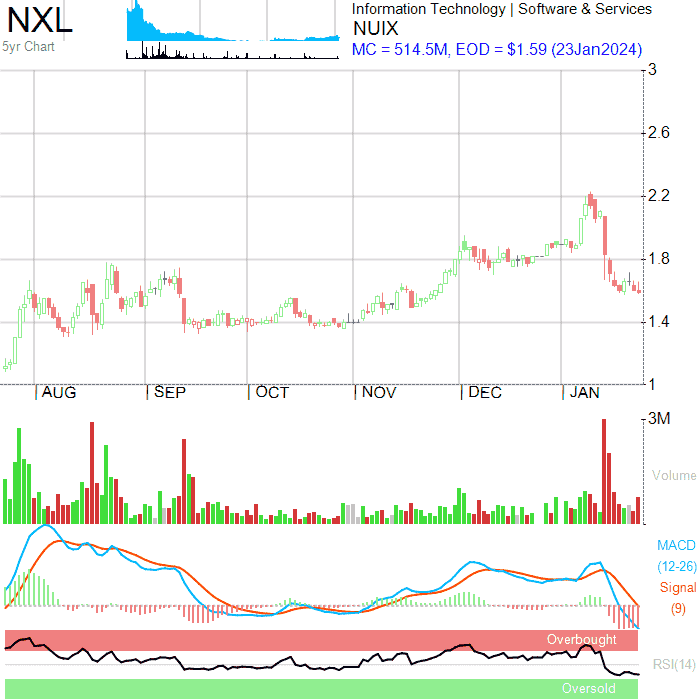 NXL
5yr Chart
Information Technology | Software & Services
NUIX
MC = 514.5M, EOD = $1.59 (23Jan2024)
3
2.6
2.2
1.8
1.4
1
AUG SEP OCT NOV DEC JAN
3M
Volume
MACD
(12-26)
Signal
(9)
Overbought
RSI(14)
Oversold